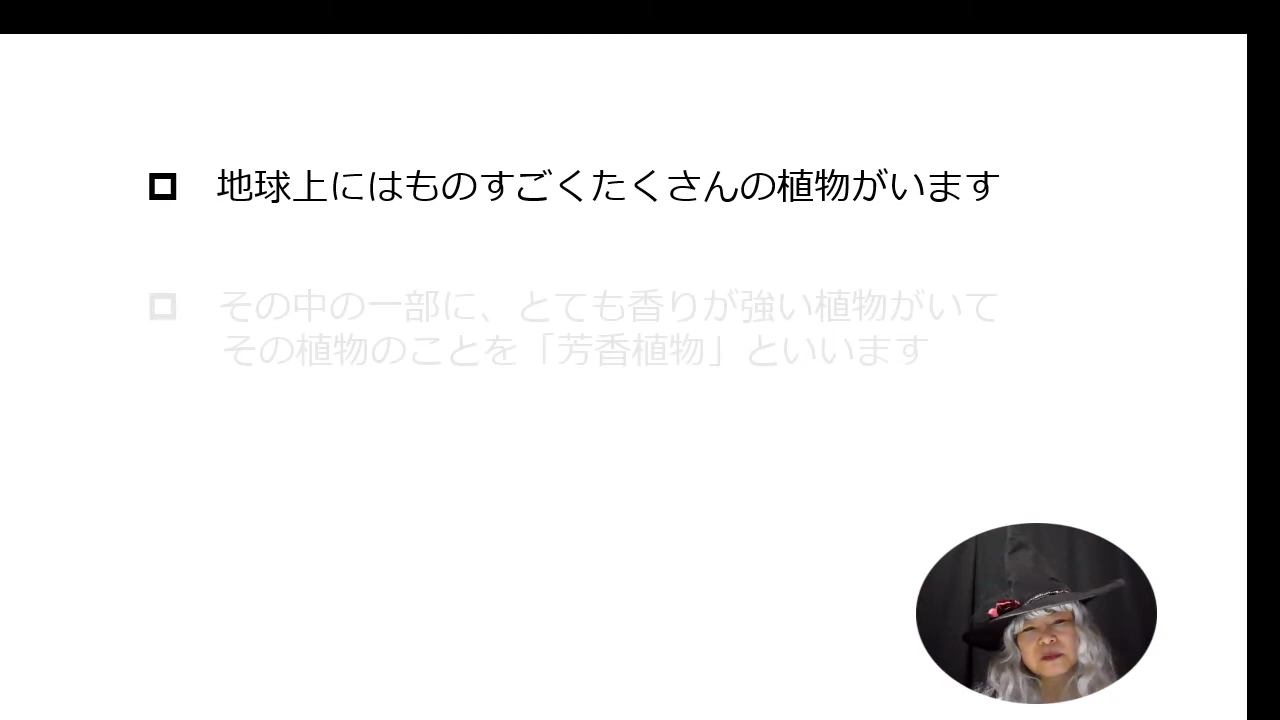 地球上にはものすごくたくさんの植物がいます
その中の一部に、とても香りが強い植物がいて
その植物のことを「芳香植物」といいます